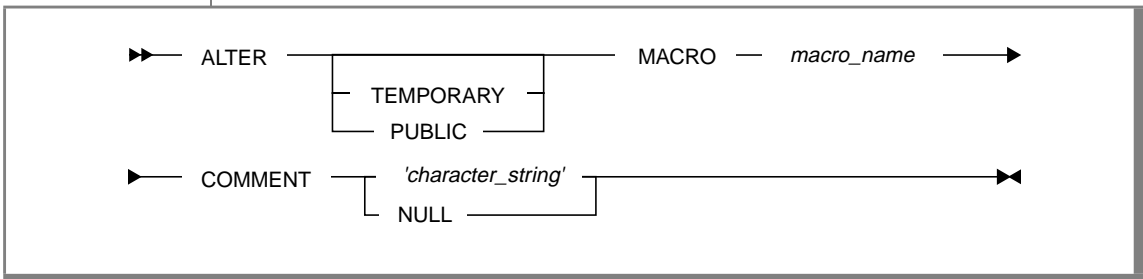 ALTER MACRO macro_name
TEMPORARY
PUBLIC
COMMENT 'character_string'
NULL